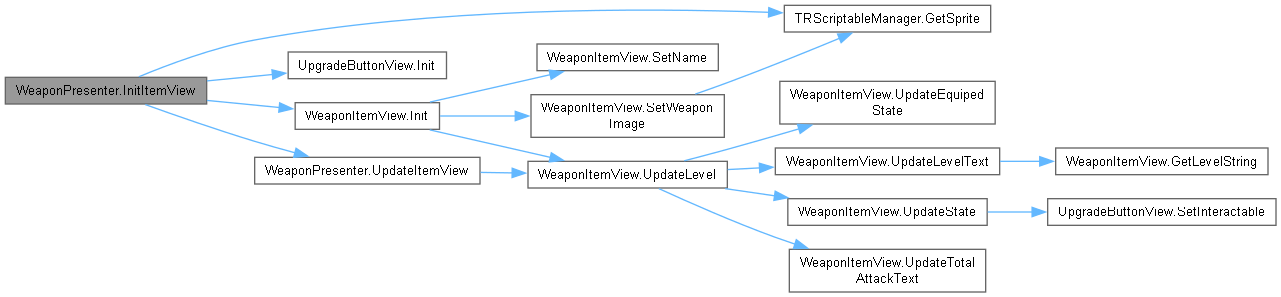 TRScriptableManager.GetSprite
WeaponItemView.SetName
UpgradeButtonView.Init
WeaponPresenter.InitItemView
WeaponItemView.UpdateEquiped
State
WeaponItemView.Init
WeaponItemView.SetWeapon
Image
WeaponPresenter.UpdateItemView
WeaponItemView.UpdateLevel
WeaponItemView.UpdateLevelText
WeaponItemView.GetLevelString
WeaponItemView.UpdateState
UpgradeButtonView.SetInteractable
WeaponItemView.UpdateTotal
AttackText